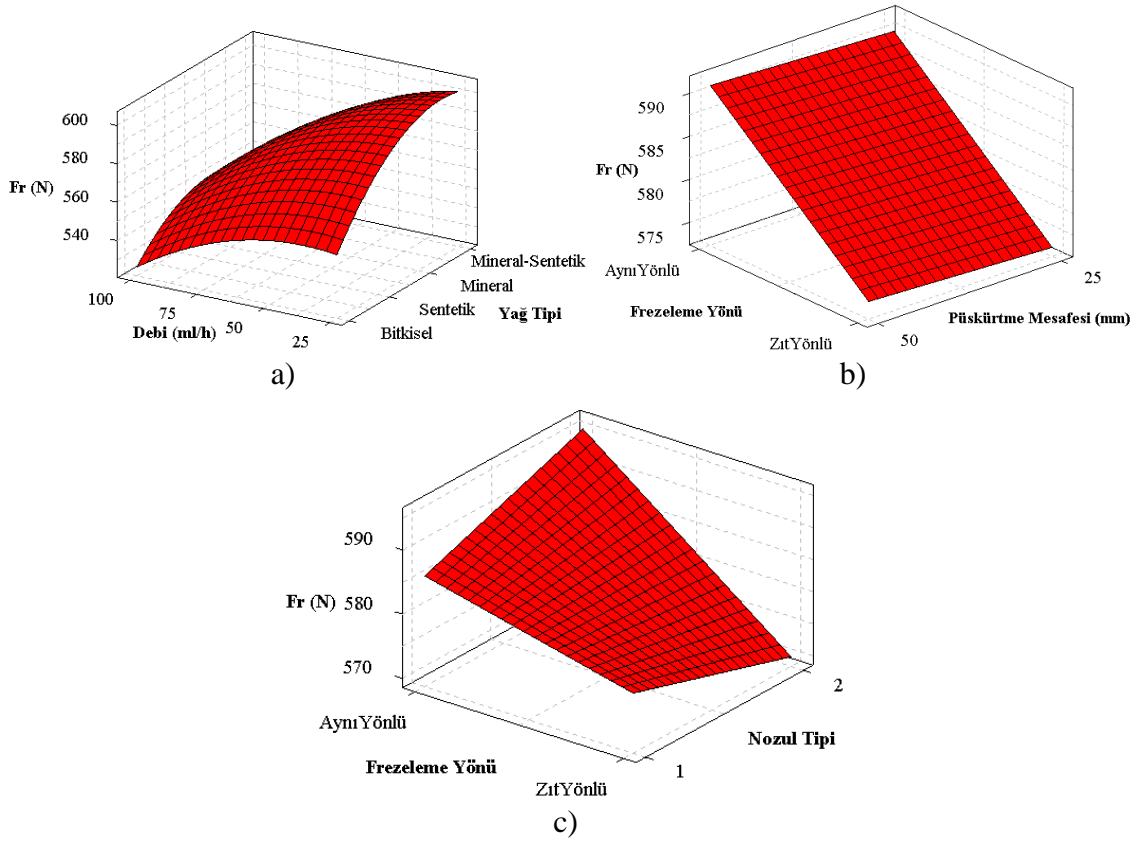 600
580
Fr (N)
560
540
100
75
Debi (ml/h)
50
25
Mineral-Sentetik
Mineral
Sentetik
Yağ Tipi
Bitkisel
a)
590
585
Fr (N)
580
575
AynıYönlü
Frezeleme Yönü
ZıtYönlü
50
25
Püskürtme Mesafesi (mm)
b)
590
Fr (N)
580
570
AynıYönlü
Frezeleme Yönü
ZıtYönlü
1
2
Nozul Tipi
c)